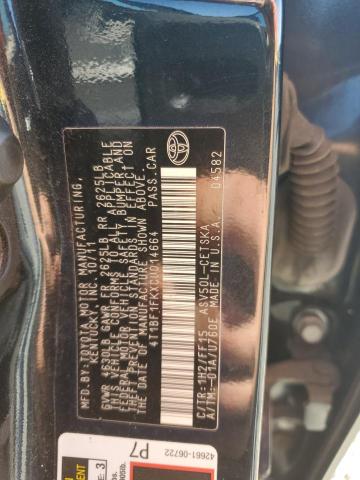 MFD. BY: TOYOTA MOTOR MANUFACTURING,
KENTUCKY, INC. 10/11
GVWR 4630LB GAWR FR 2625LB RR 2625LB
THIS VEHICLE CONFORMS TO ALL APPLICABLE
FEDERAL MOTOR VEHICLE SAFETY, BUMPER, AND
THEFT PREVENTION STANDARDS IN EFFECT
ON THE DATE OF MANUFACTURE SHOWN ABOVE.
4T1BF1FKXCU014664 PASS.CAR
C/TR:1H2/FF15 ASV50L-CETSKA
A/TM:-01A/U760E MADE IN U.S.A.
04582
42661-06722
P7